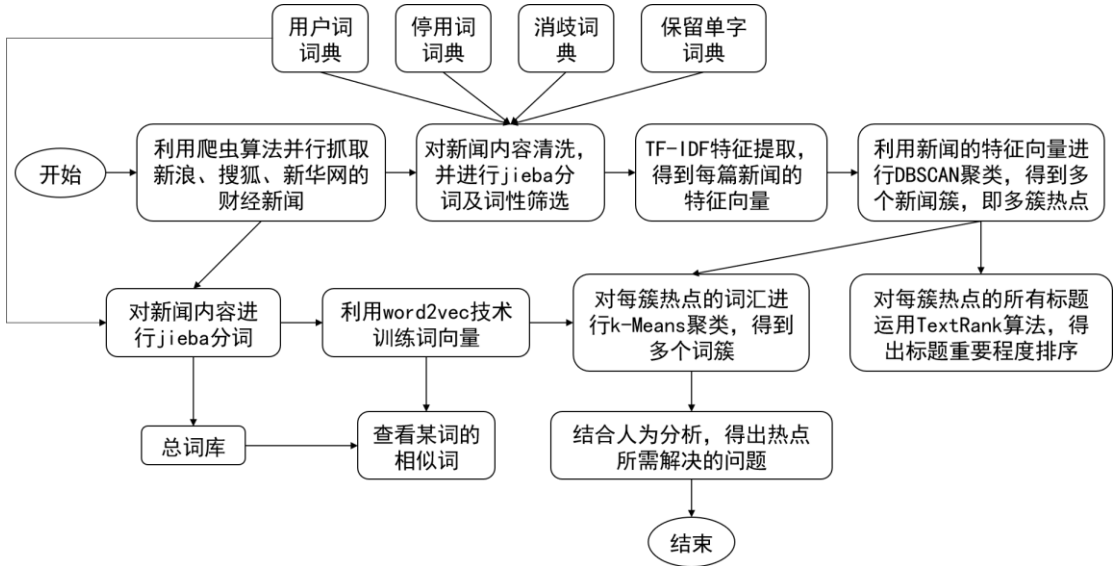 用户词
词典
停用词
词典
消歧词
典
保留单字
词典
开始
利用爬虫算法并行抓取
新浪、搜狐、新华网的
财经新闻
对新闻内容清洗,
并进行jieba分
词及词性筛选
TF-IDF特征提取,
得到每篇新闻的
特征向量
利用新闻的特征向量进
行DBSCAN聚类，得到多
个新闻簇，即多簇热点
对新闻内容进
行jieba分词
利用word2vec技术
训练词向量
对每簇热点的词汇进
行k-Means聚类，得到
多个词簇
对每簇热点的所有标题
运用TextRank算法，得
出标题重要程度排序
总词库
查看某词的
相似词
结合人为分析，得出热点
所需解决的问题
结束